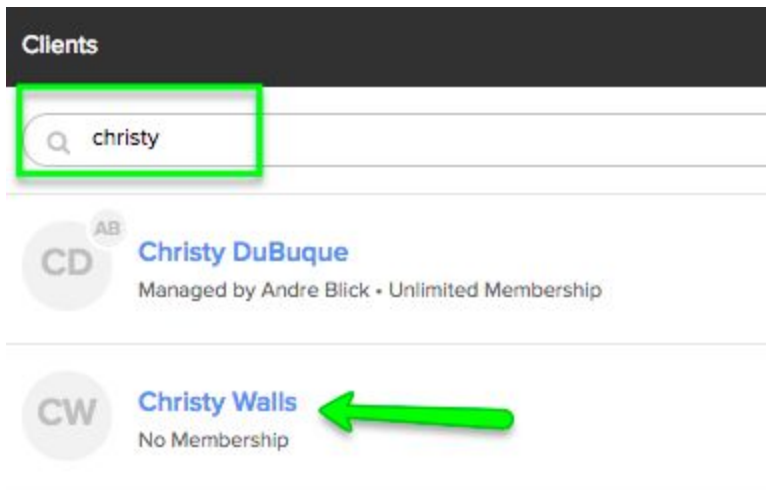 Clients
christy
AB
CD
Christy DuBuque
Managed by Andre Blick • Unlimited Membership
CW
Christy Walls
No Membership